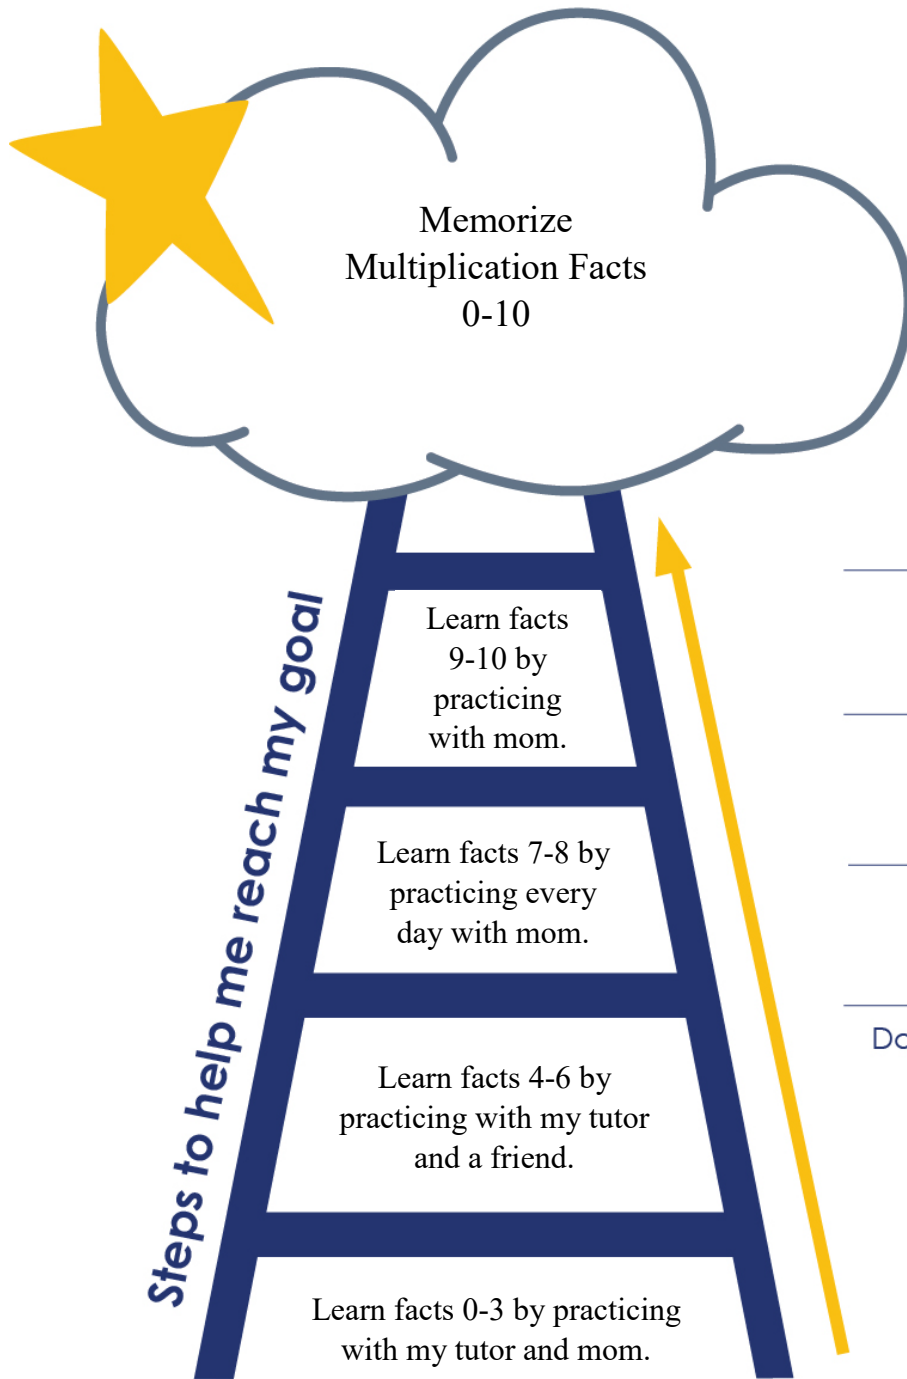 Memorize
Multiplication Facts
0-10
Steps to help me reach my goal
Learn facts
9-10 by
practicing
with mom.
Learn facts 7-8 by
practicing every
day with mom.
Learn facts 4-6 by
practicing with my tutor
and a friend.
Learn facts 0-3 by practicing
with my tutor and mom.